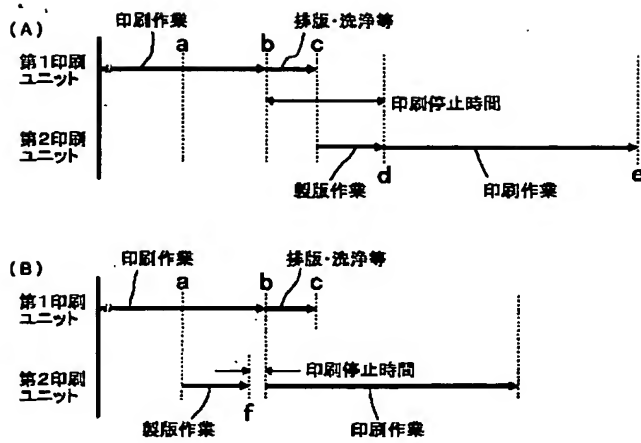 (A)
印刷作業
a
b
排版・洗浄等
c
第1印刷
ユニット
印刷停止時間
第2印刷
ユニット
製版作業
d
印刷作業
e
(B)
印刷作業
a
b
排版・洗浄等
c
第1印刷
ユニット
印刷停止時間
第2印刷
ユニット
f
製版作業
印刷作業